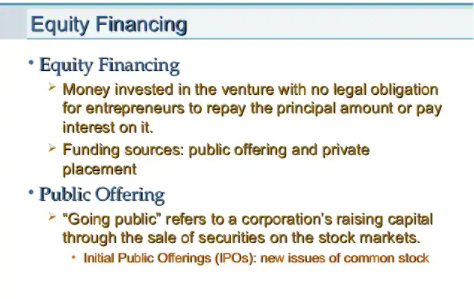 Equity Financing
• Equity Financing
➢ Money invested in the venture with no legal obligation
for entrepreneurs to repay the principal amount or pay
interest on it.
➢ Funding sources: public offering and private
placement
• Public Offering
➢ “Going public” refers to a corporation’s raising capital
through the sale of securities on the stock markets.
• Initial Public Offerings (IPOs): new issues of common stock